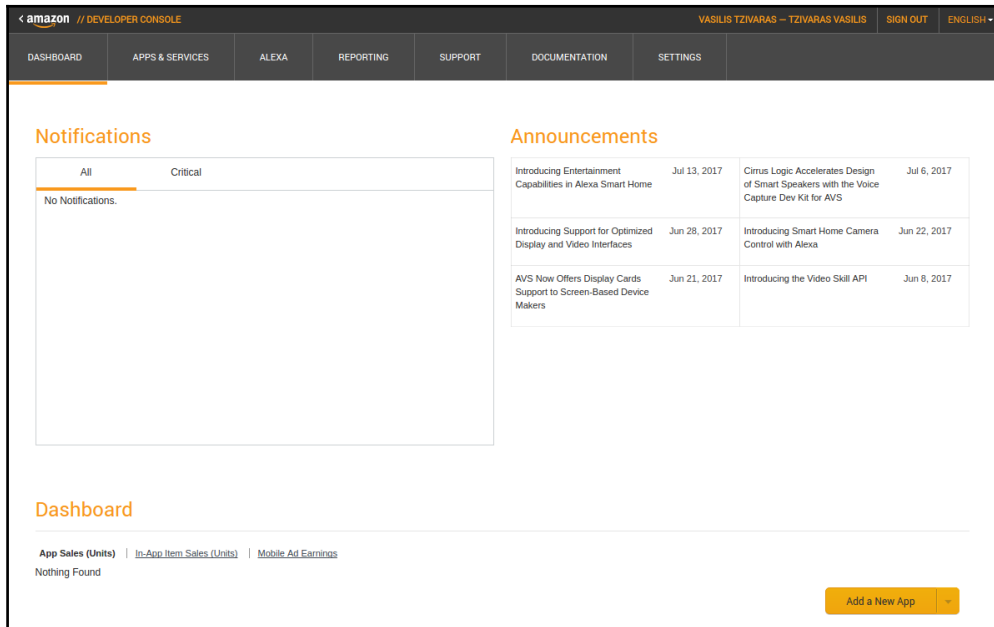 < amazon // DEVELOPER CONSOLE VASILIS TZIVARAS — TZIVARAS VASILIS SIGN OUT ENGLISH
DASHBOARD APPS & SERVICES ALEXA REPORTING SUPPORT DOCUMENTATION SETTINGS
Notifications
All Critical
No Notifications.
Announcements
Introducing Entertainment Jul 13, 2017
Capabilities in Alexa Smart Home
Cirrus Logic Accelerates Design Jul 6, 2017
of Smart Speakers with the Voice
Capture Dev Kit for AVS
Introducing Support for Optimized Jun 28, 2017
Display and Video Interfaces
Introducing Smart Home Camera Jun 22, 2017
Control with Alexa
AVS Now Offers Display Cards Jun 21, 2017
Support to Screen-Based Device
Makers
Introducing the Video Skill API Jun 8, 2017
Dashboard
App Sales (Units) | In-App Item Sales (Units) | Mobile Ad Earnings
Nothing Found
Add a New App